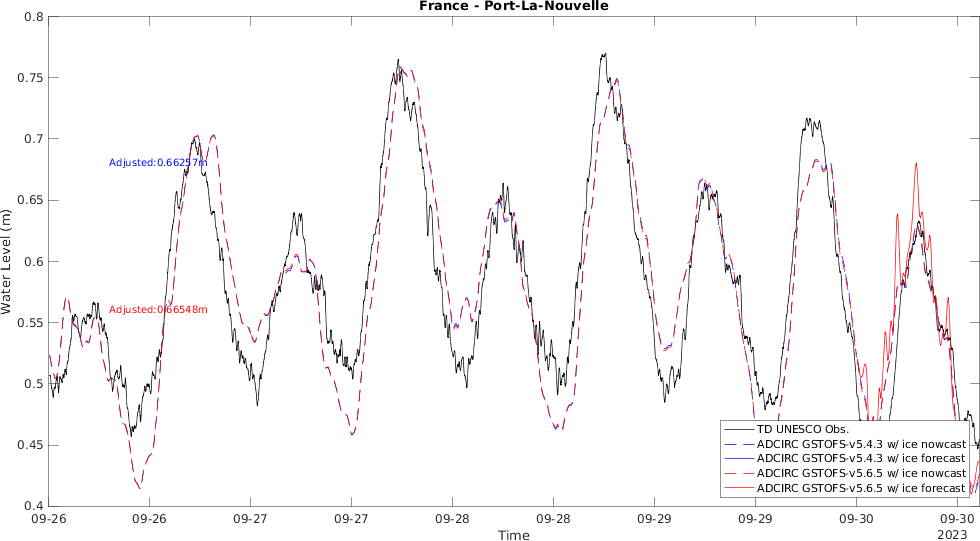 France - Port-La-Nouvelle
0.8
0.75
0.7
0.65
0.6
0.55
0.5
0.45
0.4
Water Level (m)
Adjusted:0.66257m
Adjusted:0.66548m
TD UNESCO Obs.
ADCIRC GSTOFS-v5.4.3 w/ ice nowcast
ADCIRC GSTOFS-v5.4.3 w/ ice forecast
ADCIRC GSTOFS-v5.6.5 w/ ice nowcast
ADCIRC GSTOFS-v5.6.5 w/ ice forecast
09-26 09-26 09-27 09-27 09-28 09-28 09-29 09-29 09-30 09-30
Time
2023